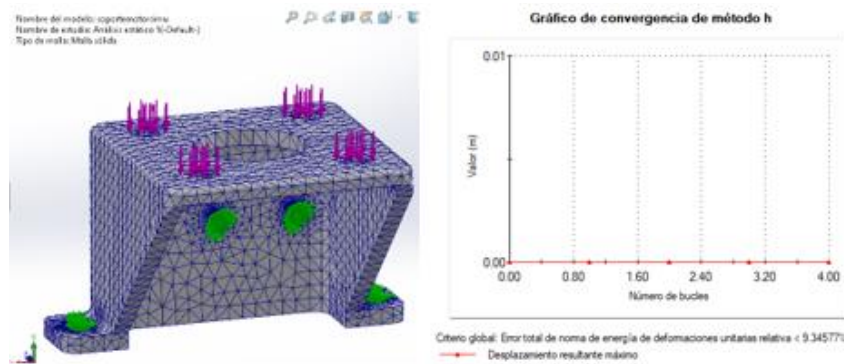 Nombre del modelo: soportemotorsimu
Nombre de estudio: Análisis estático 1(-Default-)
Tipo de malla: Malla sólida
Gráfico de convergencia de método h
0.01
Valor (m)
0.00
0.00 0.80 1.60 2.40 3.20 4.00
Número de bucles
Criterio global: Error total de norma de energía de deformaciones unitarias relativa < 9.34577%
Desplazamiento resultante máximo